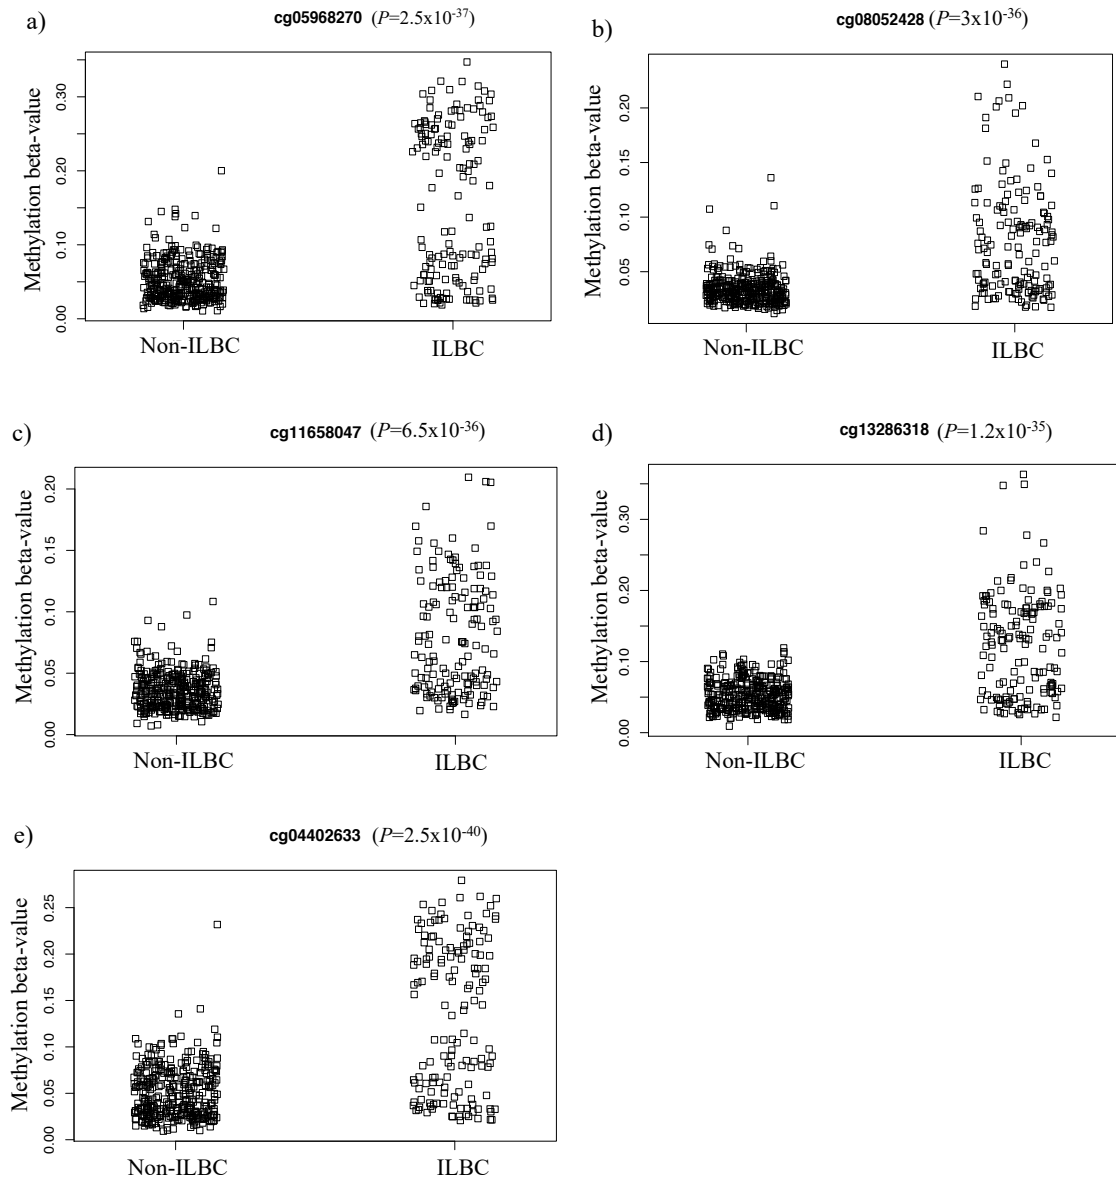 a)
cg05968270 (P=2.5x10-37)
Methylation beta-value
0.30
0.20
0.10
0.00
Non-ILBC
ILBC
b)
cg08052428 (P=3x10-36)
Methylation beta-value
0.20
0.15
0.10
0.05
Non-ILBC
ILBC
c)
cg11658047 (P=6.5x10-36)
Methylation beta-value
0.20
0.15
0.10
0.05
0.00
Non-ILBC
ILBC
d)
cg13286318 (P=1.2x10-35)
Methylation beta-value
0.30
0.20
0.10
0.00
Non-ILBC
ILBC
e)
cg04402633 (P=2.5x10-40)
Methylation beta-value
0.25
0.20
0.15
0.10
0.05
0.00
Non-ILBC
ILBC